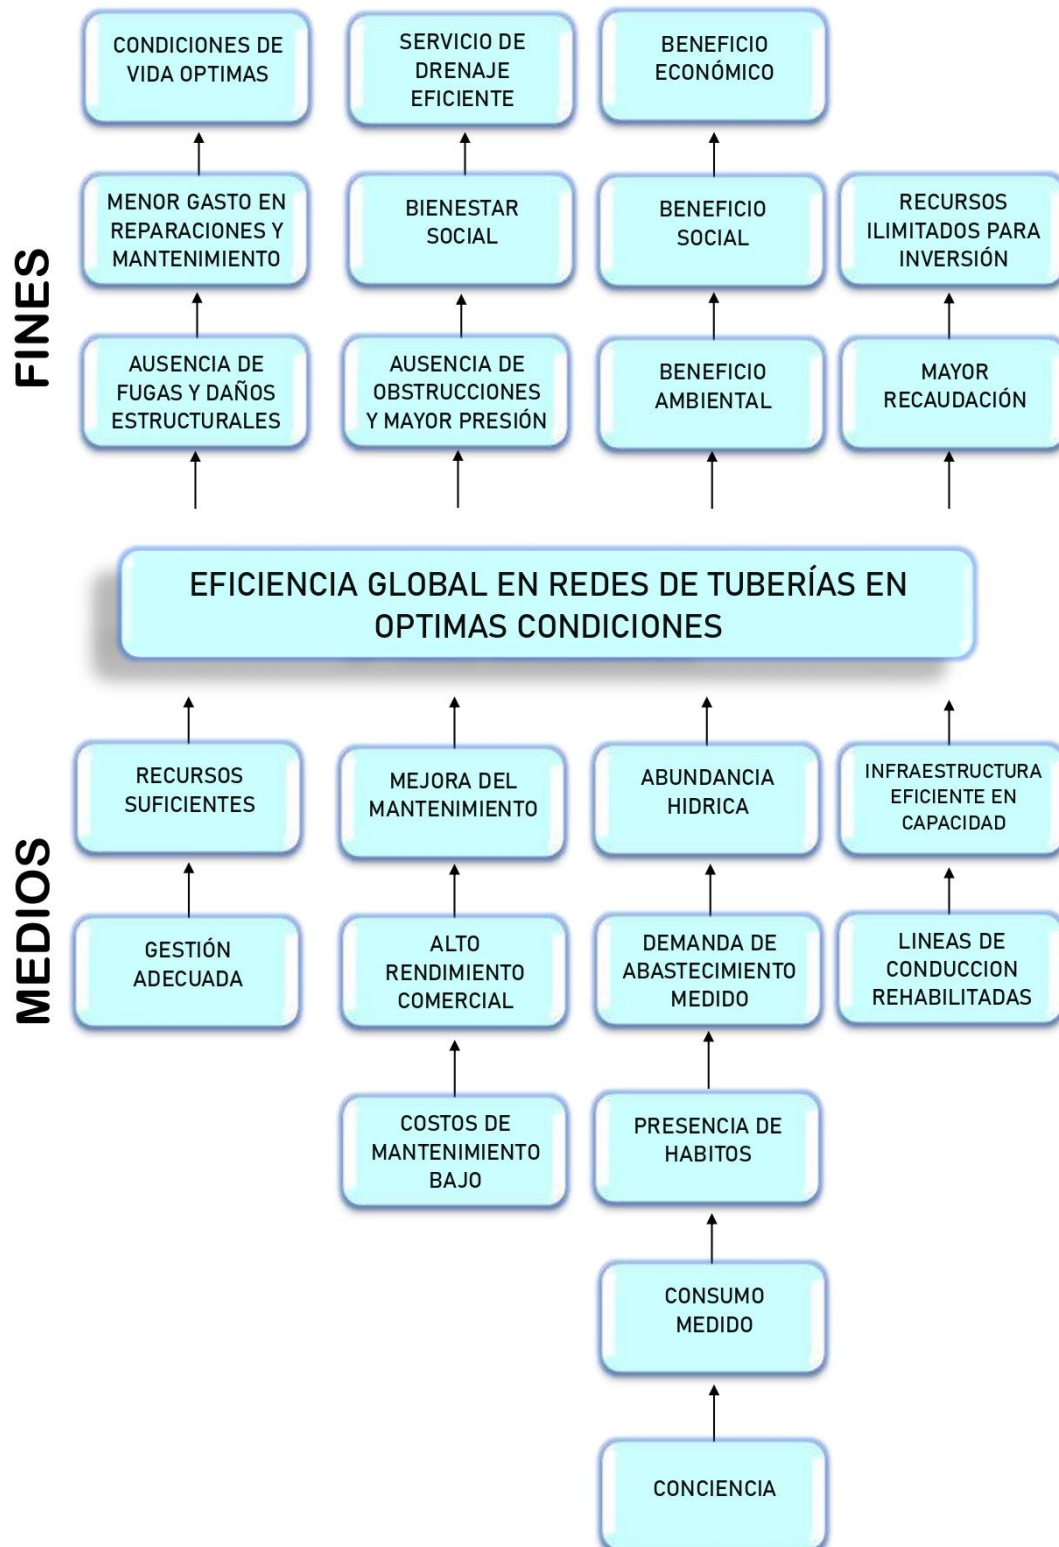 FINES
CONDICIONES DE
VIDA OPTIMAS
SERVICIO DE
DRENAJE
EFICIENTE
BENEFICIO
ECONÓMICO
MENOR GASTO EN
REPARACIONES Y
MANTENIMIENTO
BIENESTAR
SOCIAL
BENEFICIO
SOCIAL
RECURSOS
ILIMITADOS PARA
INVERSIÓN
AUSENCIA DE
FUGAS Y DAÑOS
ESTRUCTURALES
AUSENCIA DE
OBSTRUCCIONES
Y MAYOR PRESIÓN
BENEFICIO
AMBIENTAL
MAYOR
RECAUDACIÓN
EFICIENCIA GLOBAL EN REDES DE TUBERÍAS EN
OPTIMAS CONDICIONES
MEDIOS
RECURSOS
SUFICIENTES
MEJORA DEL
MANTENIMIENTO
ABUNDANCIA
HIDRICA
INFRAESTRUCTURA
EFICIENTE EN
CAPACIDAD
GESTIÓN
ADECUADA
ALTO
RENDIMIENTO
COMERCIAL
DEMANDA DE
ABASTECIMIENTO
MEDIDO
LINEAS DE
CONDUCCION
REHABILITADAS
COSTOS DE
MANTENIMIENTO
BAJO
PRESENCIA DE
HABITOS
CONSUMO
MEDIDO
CONCIENCIA